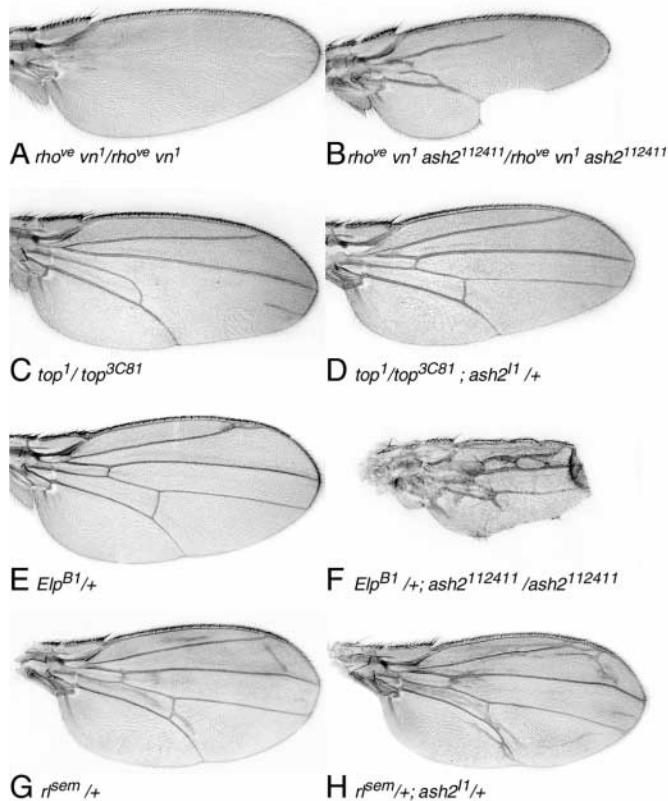 A rho^ve vn^1/rho^ve vn^1
B rho^ve vn^1 ash2^112411/rho^ve vn^1 ash2^112411
C top^1/top^3C81
D top^1/top^3C81 ; ash2^I1/+
E Elp^B1/+
F Elp^B1/+; ash2^112411/ash2^112411
G rl^sem/+
H rl^sem/+; ash2^I1/+